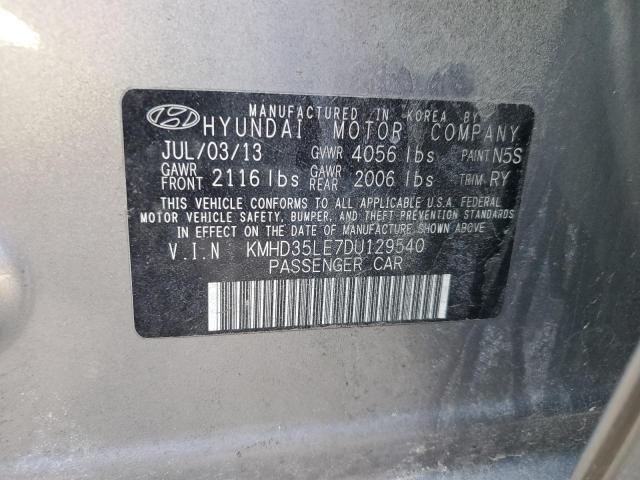 MANUFACTURED IN KOREA BY
HYUNDAI MOTOR COMPANY
JUL/03/13 GVWR 4056 lbs PAINT N5S
GAWR FRONT 2116 lbs GAWR REAR 2006 lbs TRIM RY
THIS VEHICLE CONFORMS TO ALL APPLICABLE U.S.A. FEDERAL
MOTOR VEHICLE SAFETY, BUMPER, AND THEFT PREVENTION STANDARDS
IN EFFECT ON THE DATE OF MANUFACTURE SHOWN ABOVE.
V.I.N KMHD35LE7DU129540
PASSENGER CAR